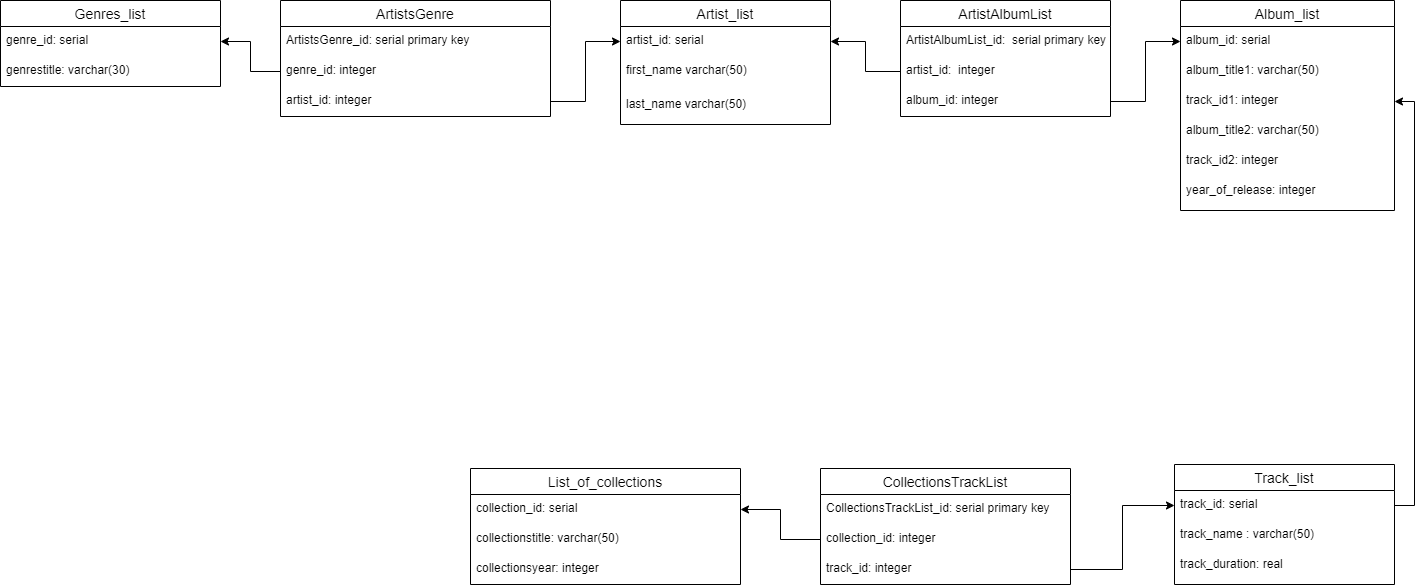 Genres_list
genre_id: serial
genrestitle: varchar(30)
ArtistsGenre
ArtistsGenre_id: serial primary key
genre_id: integer
artist_id: integer
Artist_list
artist_id: serial
first_name varchar(50)
last_name varchar(50)
ArtistAlbumList
ArtistAlbumList_id:  serial primary key
artist_id:  integer
album_id: integer
Album_list
album_id: serial
album_title1: varchar(50)
track_id1: integer
album_title2: varchar(50)
track_id2: integer
year_of_release: integer
List_of_collections
collection_id: serial
collectionstitle: varchar(50)
collectionsyear: integer
CollectionsTrackList
CollectionsTrackList_id: serial primary key
collection_id: integer
track_id: integer
Track_list
track_id: serial
track_name : varchar(50)
track_duration: real